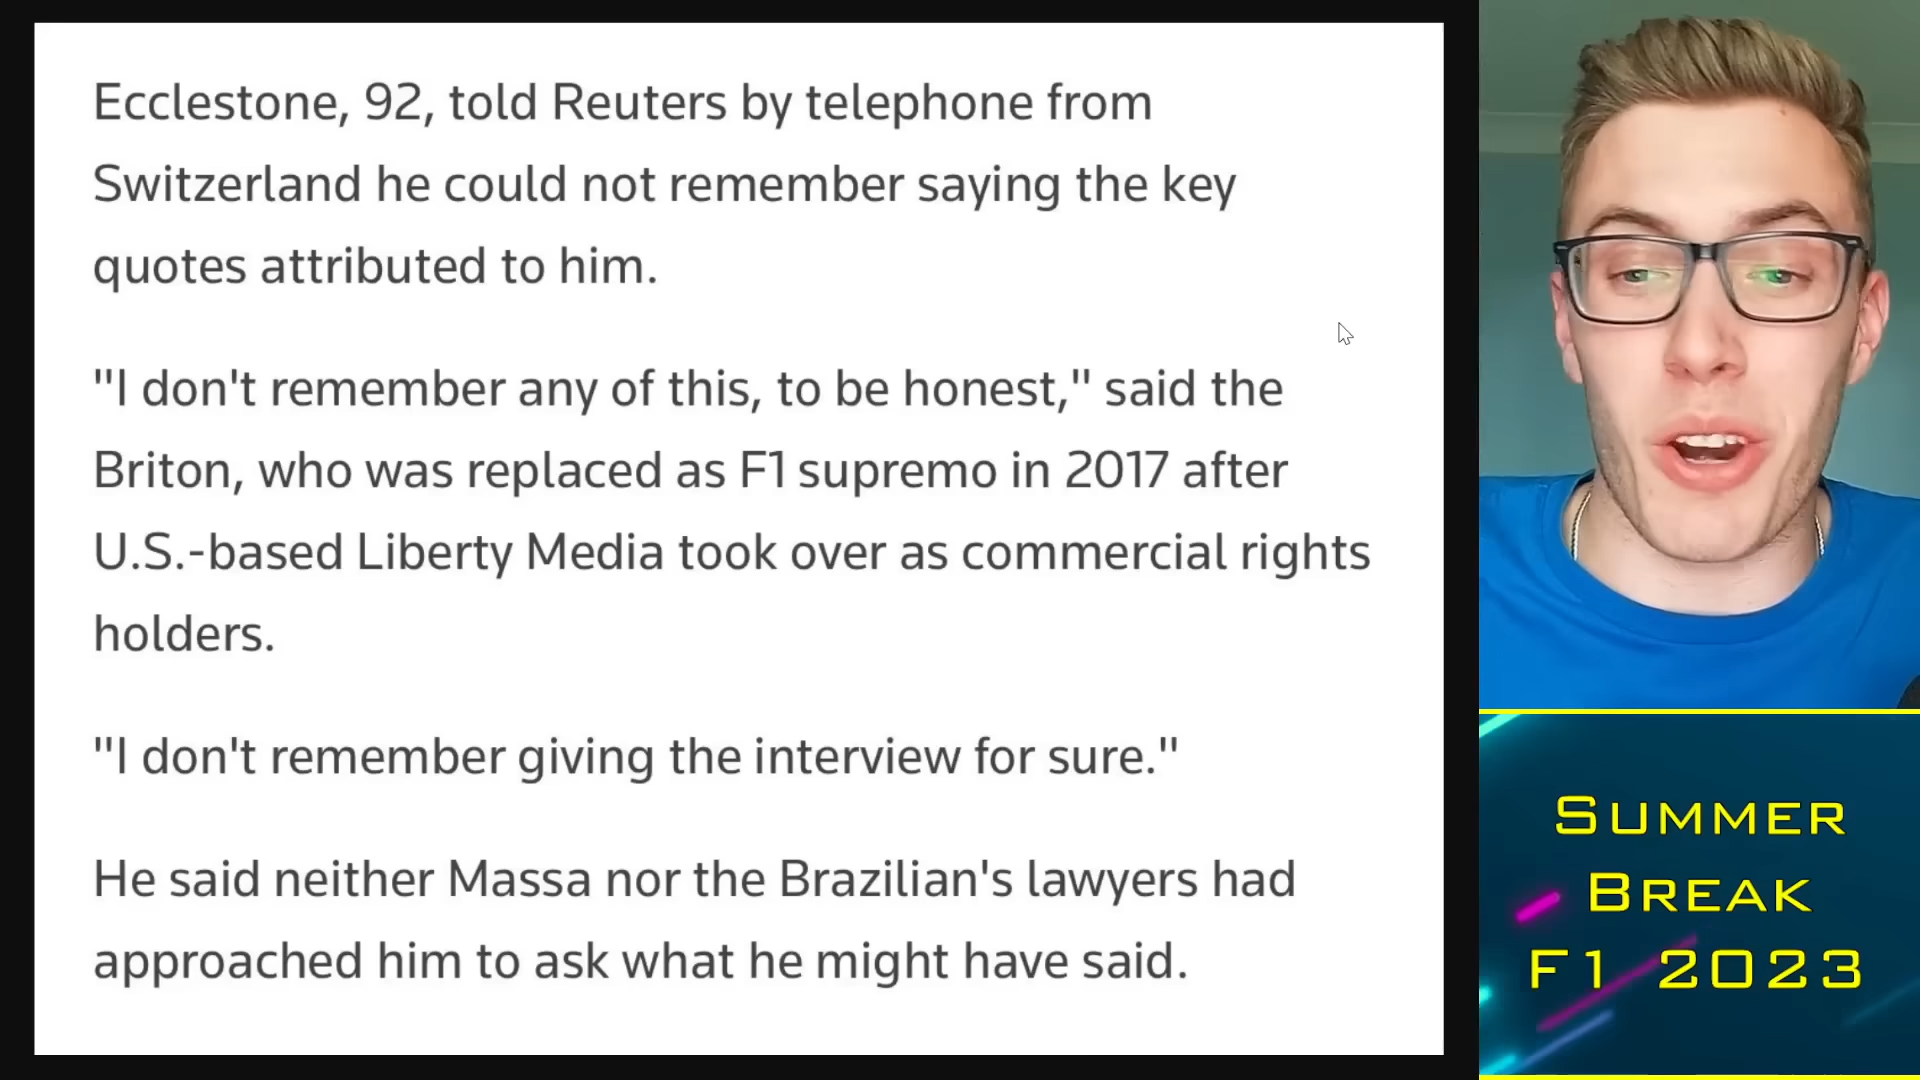 Ecclestone, 92, told Reuters by telephone from
Switzerland he could not remember saying the key
quotes attributed to him.
"I don't remember any of this, to be honest," said the
Briton, who was replaced as F1 supremo in 2017 after
U.S.-based Liberty Media took over as commercial rights
holders.
"I don't remember giving the interview for sure."
He said neither Massa nor the Brazilian's lawyers had
approached him to ask what he might have said.
SUMMER
BREAK
F1 2023